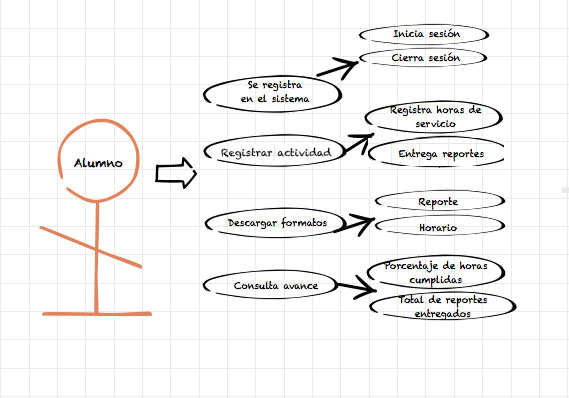 Inicia sesión
Cierra sesión
Se registra
en el sistema
Registra horas de
servicio
Alumno
Registrar actividad
Entrega reportes
Reporte
Descargar formatos
Horario
Porcentaje de horas
cumplidas
Consulta avance
Total de reportes
entregados